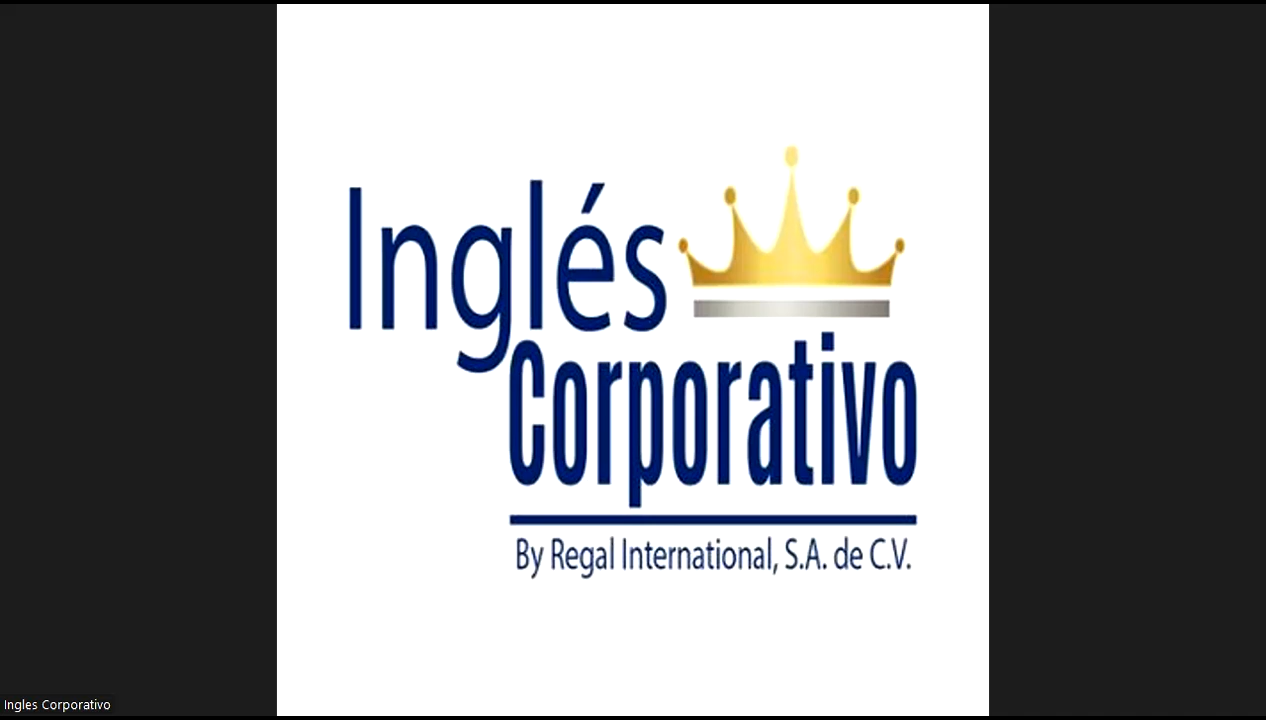 Inglés
Corporativo
By Regal International, S.A. de C.V.
Ingles Corporativo